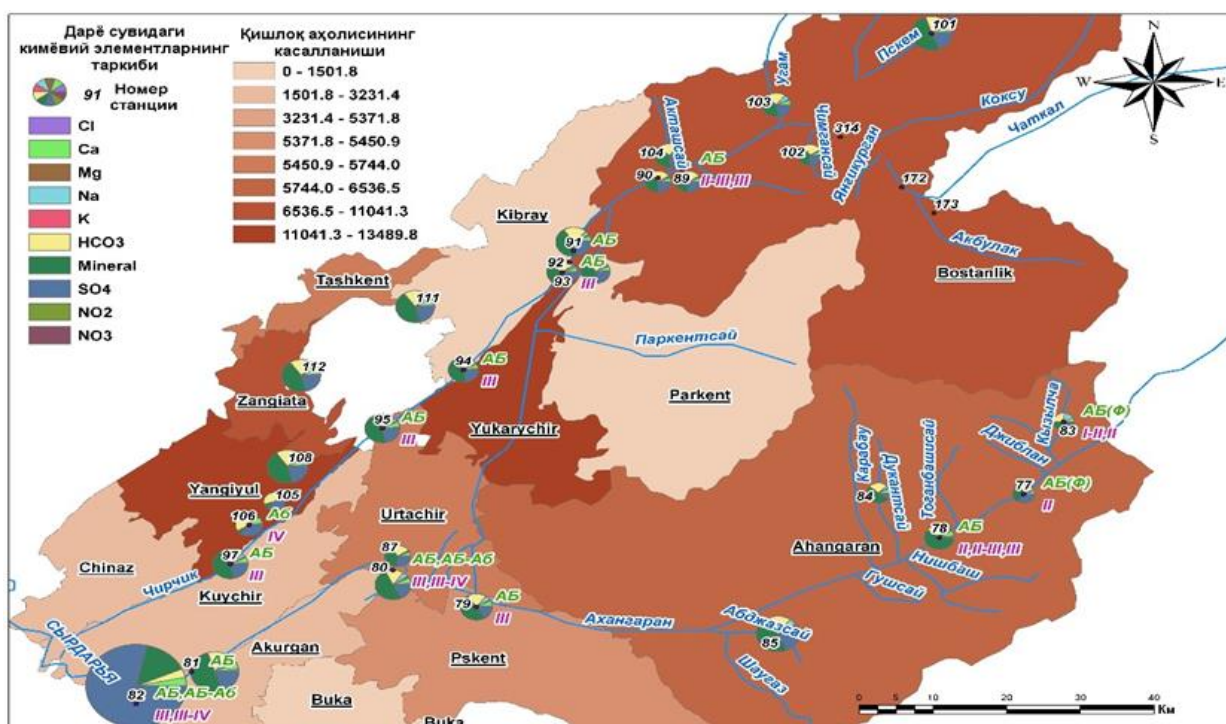 Дарё сувидаги
кимёвий элементларнинг
таркиби
91 Номер
станции
Cl
Ca
Mg
Na
K
HCO3
Mineral
SO4
NO2
NO3
Қишлоқ аҳолисининг
касалланиши
0 - 1501.8
1501.8 - 3231.4
3231.4 - 5371.8
5371.8 - 5450.9
5450.9 - 5744.0
5744.0 - 6536.5
6536.5 - 11041.3
11041.3 - 13489.8
N
W E
S
101
Пскем
Угам
103
Коксу
Чаткал
Акташсай
Чимгансай
314
104
102
Янгикурган
АБ
90
89
II-III,III
172
173
Акбулак
Kibray
Bostanlik
91
АБ
92
АБ
93
III
Tashkent
111
Паркентсай
94
АБ
III
112
Parkent
Zangiata
95
АБ
III
Yukarychir
Кызылча
АБ(Ф)
83
I-II,II
Джиблан
108
Yangiyul
105
106
Аб
IV
Карабау
Дукантсай
Тоганбашисай
84
77
АБ(Ф)
II
Urtachir
78
АБ
II,II-III,III
Ahangaran
Нишбаш
Гушсай
97
АБ
III
87
АБ,АБ-Аб
80
III,III-IV
Chinaz
Чирчик
Kuychir
79
АБ
III
Ахангаран
Абджазсай
85
Шаугаз
СЫРДАРЬЯ
Akurgan
81
АБ
82
АБ,АБ-Аб
III,III-IV
Pskent
Buka
Buka
0 5 10 20 30 40
Км